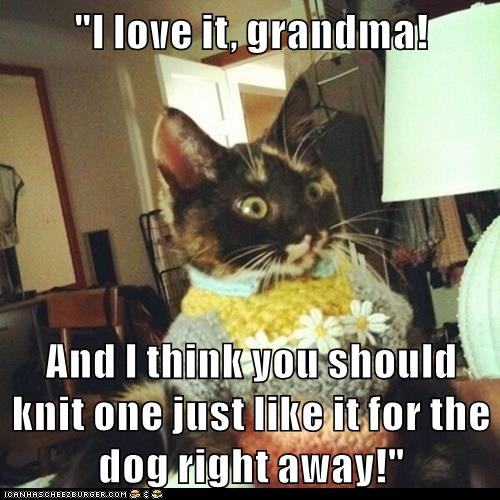 "I love it, grandma!
And I think you should
knit one just like it for the
dog right away!"
ICANHASCHEEZBURGER.COM